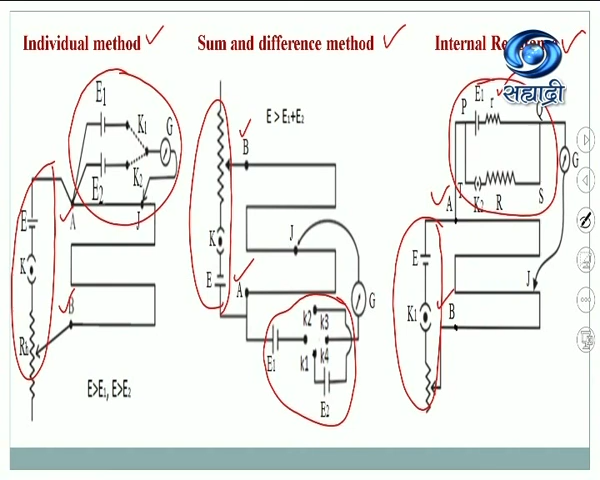 Individual method
Sum and difference method
Internal Re
सह्याद्री
E1
K1
G
K2
E2
A
J
E
K
B
Rh
E>E1, E>E2
E > E1+E2
B
J
K
E
A
G
k2
k3
k1
k4
E1
E2
P
E1
r
Q
G
T
K2
R
S
A
E
J
K1
B